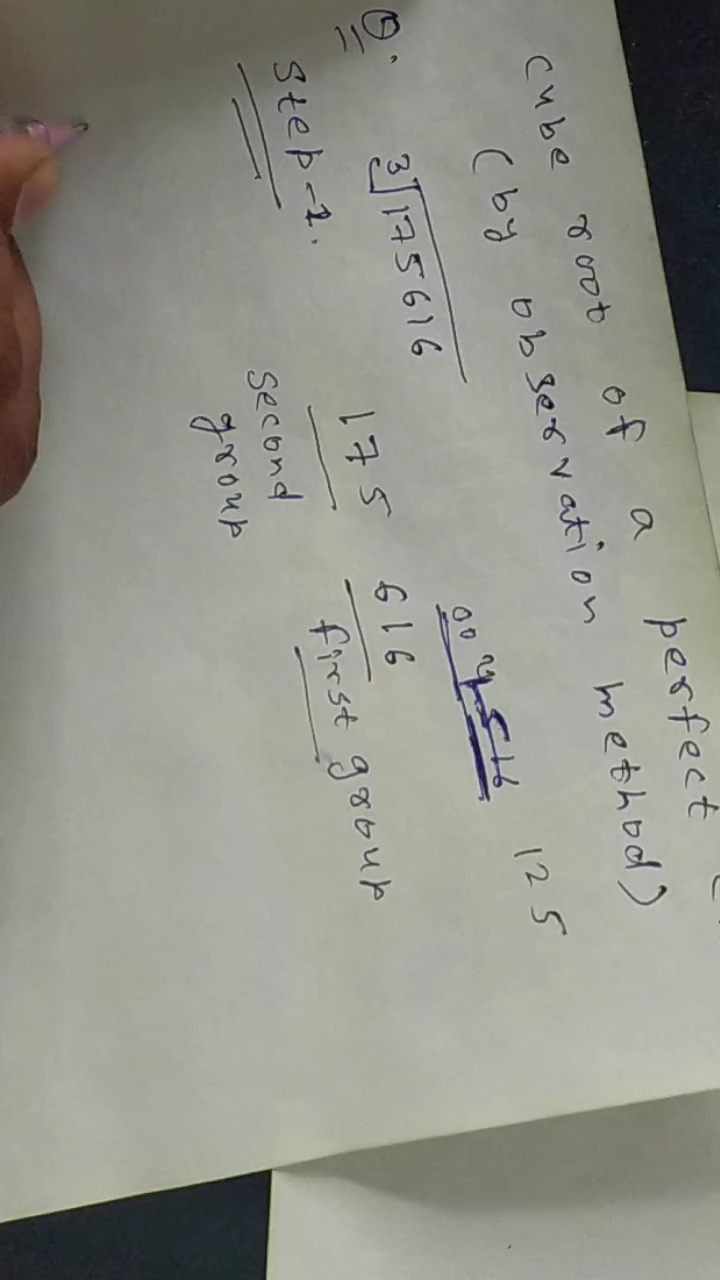 Cube root of a perfect
(by observation method)
Q. ∛175616
125
Step-1. 175 616
second group first group